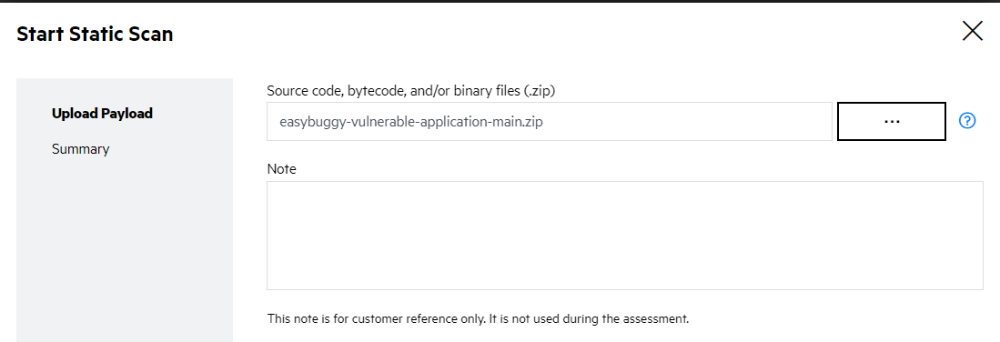 Start Static Scan
Upload Payload
Summary
Source code, bytecode, and/or binary files (.zip)
easybuggy-vulnerable-application-main.zip
...
?
Note
This note is for customer reference only. It is not used during the assessment.